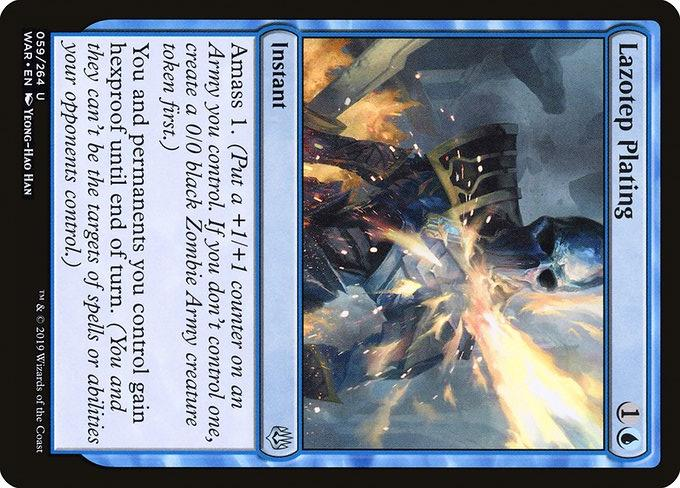 Lazotep Plating 1
Instant
Amass 1. (Put a +1/+1 counter on an
Army you control. If you don't control one,
create a 0/0 black Zombie Army creature
token first.)
You and permanents you control gain
hexproof until end of turn. (You and
they can't be the targets of spells or abilities
your opponents control.)
059/264 U
WAR • EN Yeong-Hao Han
™ & © 2019 Wizards of the Coast